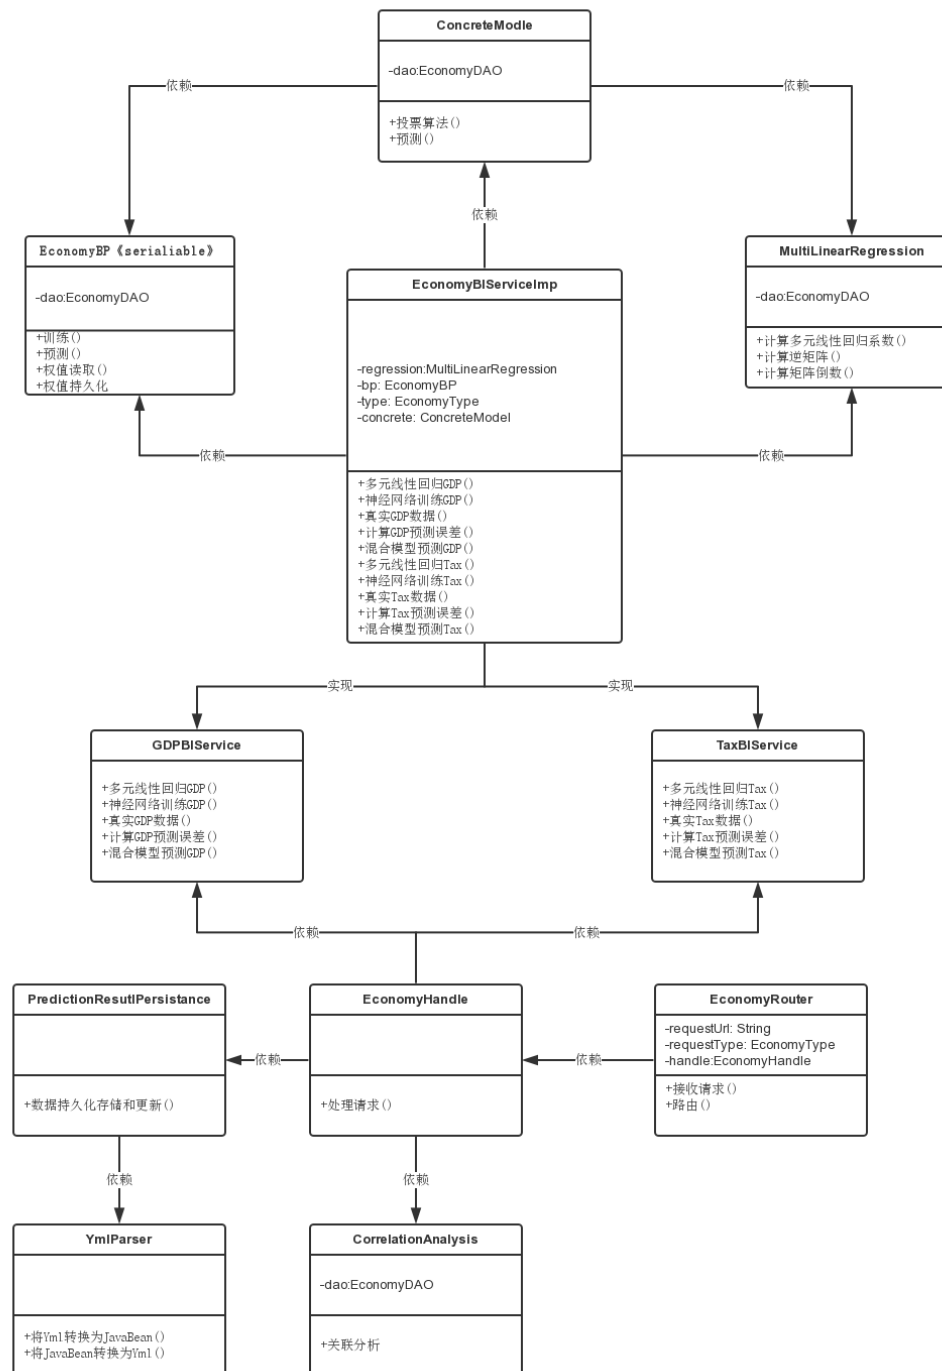 ConcreteModle
-dao:EconomyDAO
+投票算法()
+预测()
依赖
依赖
依赖
EconomyBP《serialiable》
-dao:EconomyDAO
+训练()
+预测()
+权值读取()
+权值持久化
MultiLinearRegression
-dao:EconomyDAO
+计算多元线性回归系数()
+计算逆矩阵()
+计算矩阵倒数()
EconomyBIServiceImp
-regression:MultiLinearRegression
-bp: EconomyBP
-type: EconomyType
-concrete: ConcreteModel
+多元线性回归GDP()
+神经网络训练GDP()
+真实GDP数据()
+计算GDP预测误差()
+混合模型预测GDP()
+多元线性回归Tax()
+神经网络训练Tax()
+真实Tax数据()
+计算Tax预测误差()
+混合模型预测Tax()
依赖
依赖
实现
实现
GDPBIService
+多元线性回归GDP()
+神经网络训练GDP()
+真实GDP数据()
+计算GDP预测误差()
+混合模型预测GDP()
TaxBIService
+多元线性回归Tax()
+神经网络训练Tax()
+真实Tax数据()
+计算Tax预测误差()
+混合模型预测Tax()
依赖
依赖
PredictionResutlPersistance
+数据持久化存储和更新()
依赖
EconomyHandle
+处理请求()
依赖
EconomyRouter
-requestUrl: String
-requestType: EconomyType
-handle:EconomyHandle
+接收请求()
+路由()
依赖
依赖
YmlParser
+将Yml转换为JavaBean()
+将JavaBean转换为Yml()
CorrelationAnalysis
-dao:EconomyDAO
+关联分析